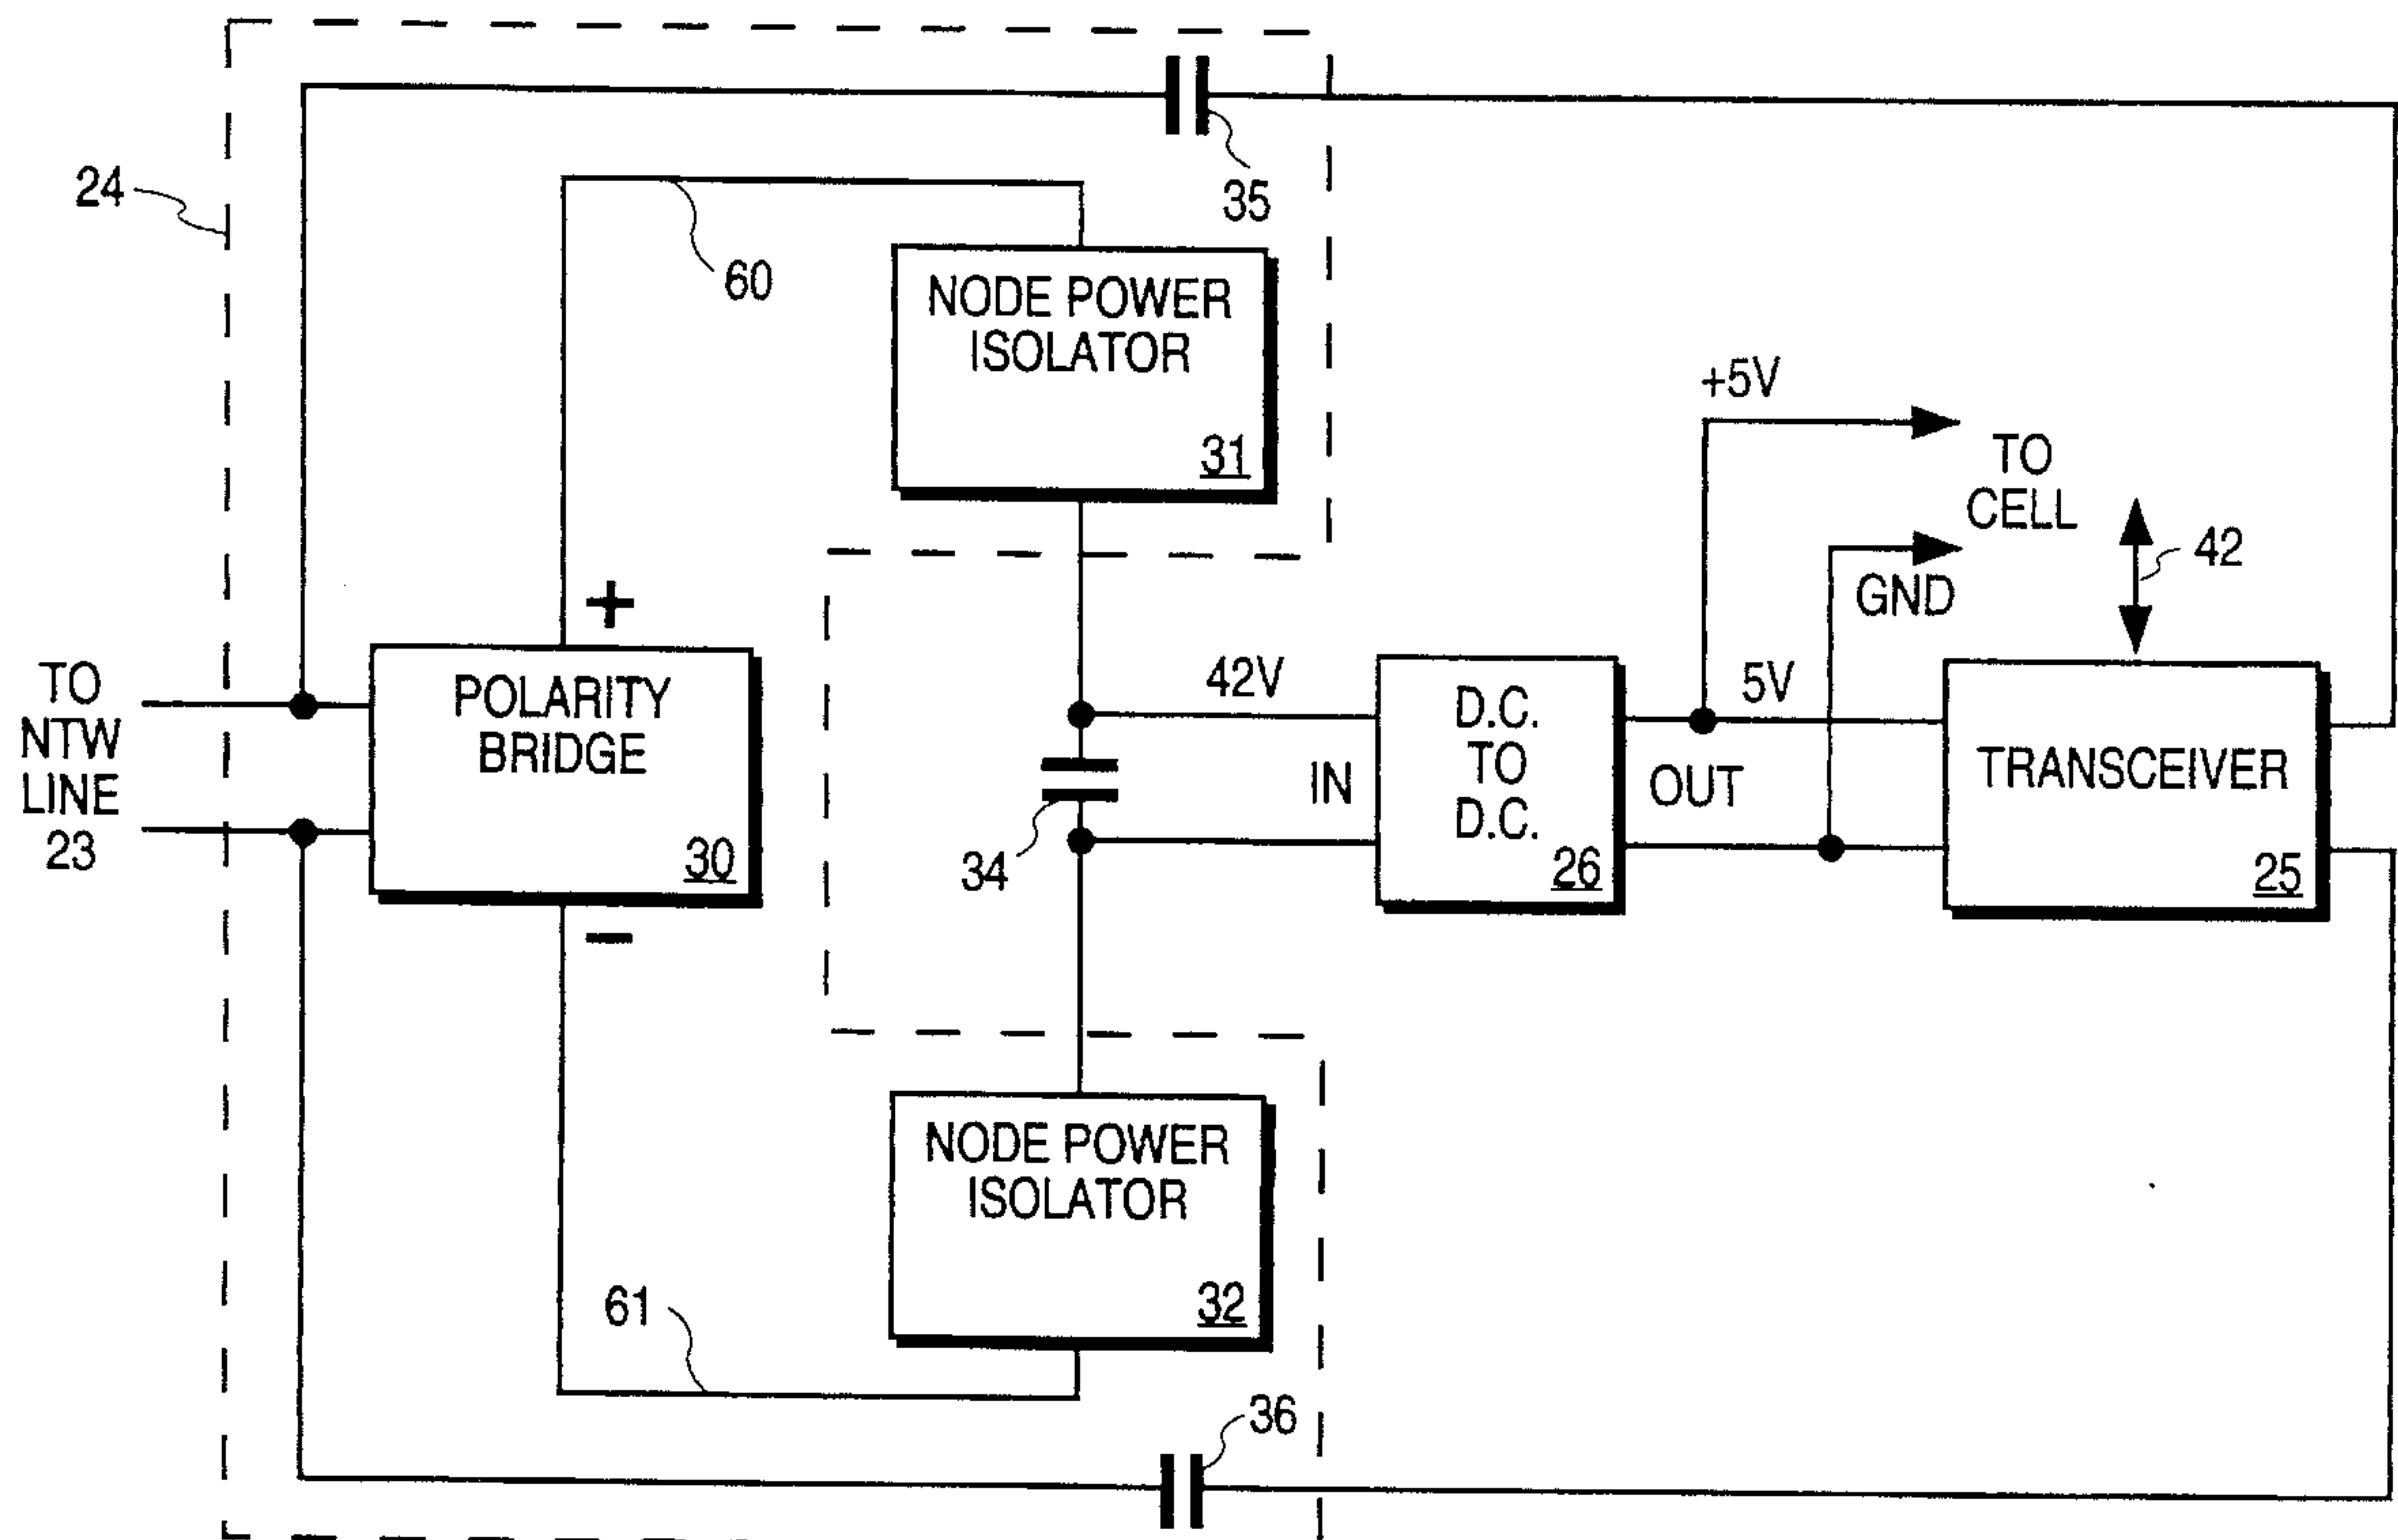 24
35
60
NODE POWER
ISOLATOR
31
+5V
TO
CELL
GND
42
TO
NTW
LINE
23
+
POLARITY
BRIDGE
30
−
42V
34
IN
D.C.
TO
D.C.
26
5V
OUT
TRANSCEIVER
25
NODE POWER
ISOLATOR
32
61
36